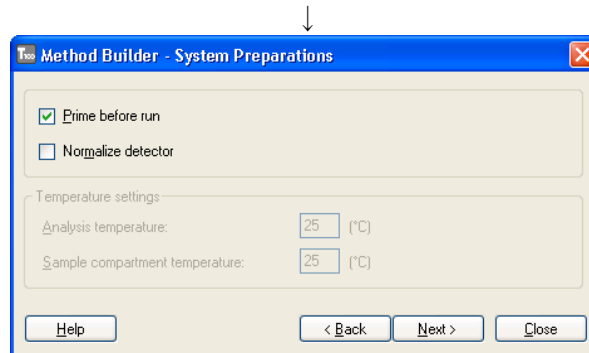 ↓
T100 Method Builder - System Preparations
Prime before run
Normalize detector
Temperature settings
Analysis temperature: 25 (°C)
Sample compartment temperature: 25 (°C)
Help < Back Next > Close